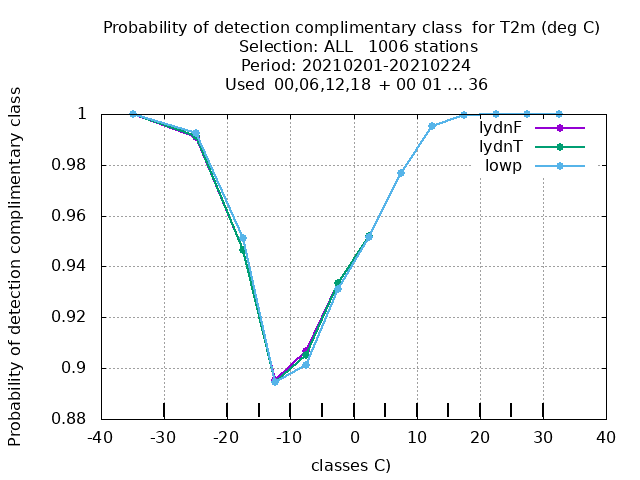 Probability of detection complimentary class  for T2m (deg C)
Selection: ALL   1006 stations
Period: 20210201-20210224
Used  00,06,12,18  + 00 01 ... 36
Probability of detection complimentary class
1
0.98
0.96
0.94
0.92
0.9
0.88
lydnF
lydnT
lowp
-40 -30 -20 -10 0 10 20 30 40
classes C)